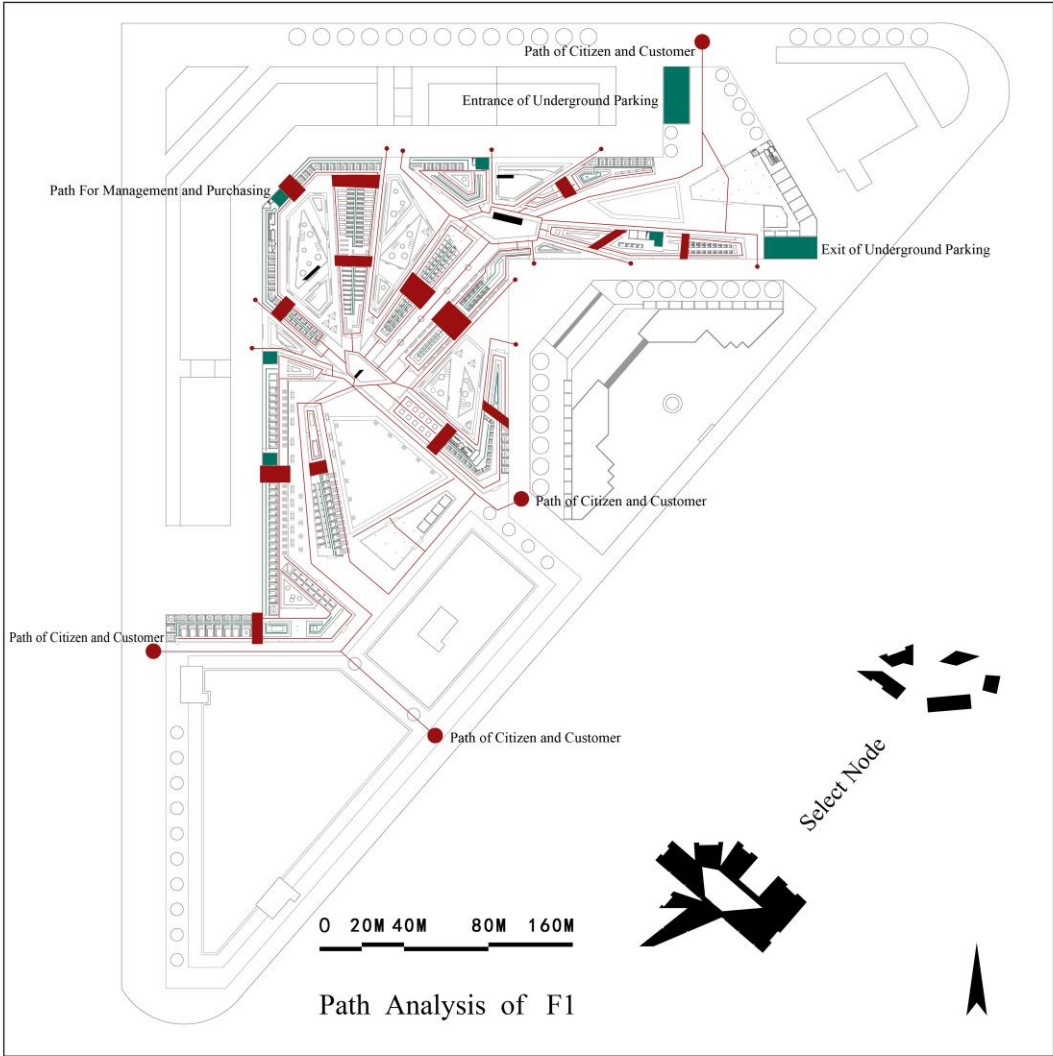 Path of Citizen and Customer
Entrance of Underground Parking
Path For Management and Purchasing
Exit of Underground Parking
Path of Citizen and Customer
Path of Citizen and Customer
Path of Citizen and Customer
Select Node
0 20M 40M 80M 160M
Path Analysis of F1